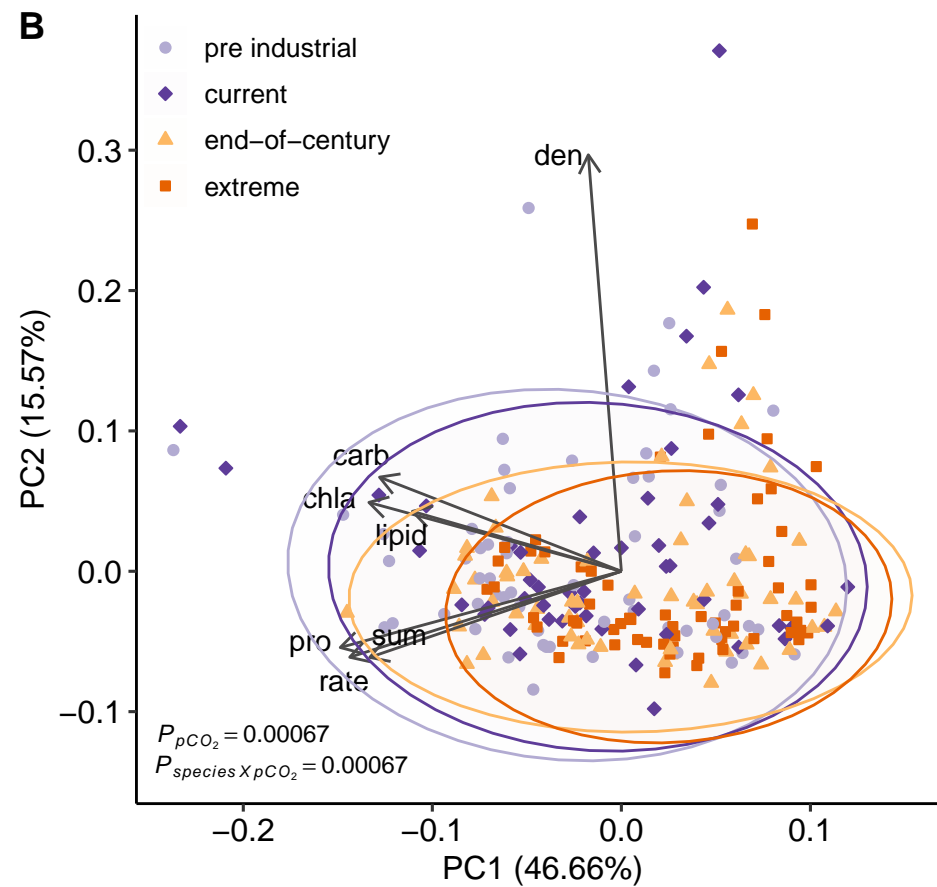 B
pre industrial
current
end−of−century
extreme
den
carb
chla
lipid
pro
sum
rate
P pCO₂ = 0.00067
P species X pCO₂ = 0.00067
0.3
0.2
0.1
0.0
−0.1
PC2 (15.57%)
−0.2 −0.1 0.0 0.1
PC1 (46.66%)